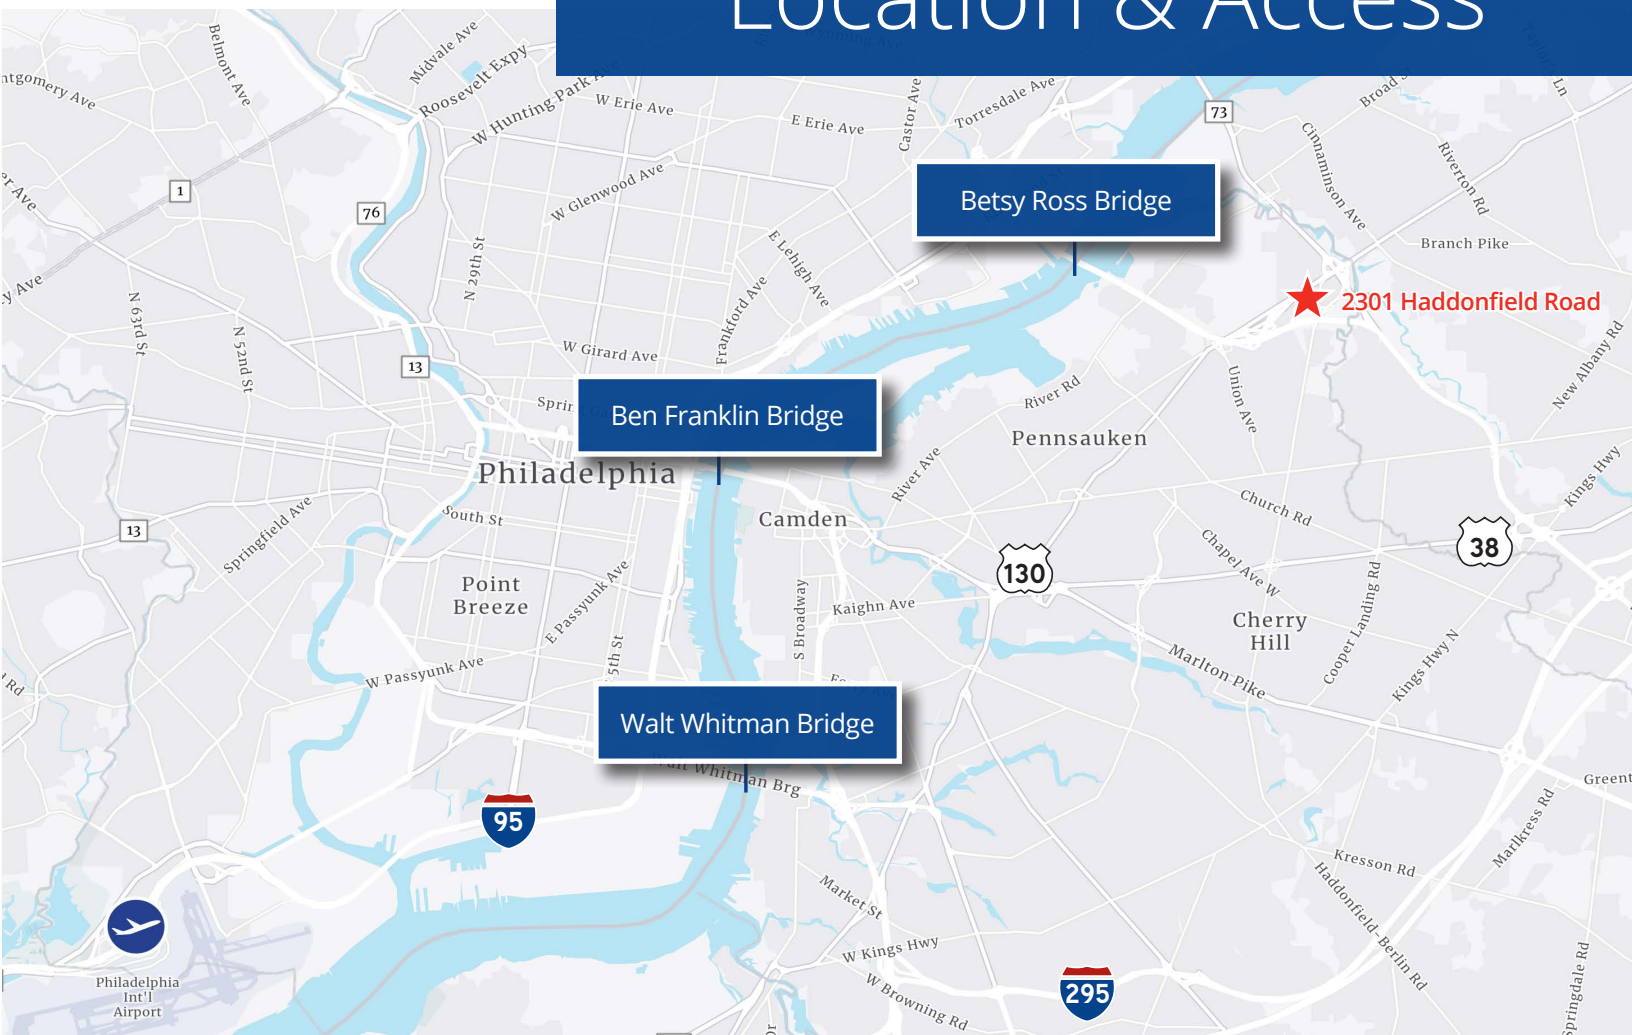 Location & Access
Belmont Ave
Midvale Ave
Roosevelt Expy
W Hunting Park Ave
W Erie Ave
E Erie Ave
Castor Ave
Torresdale Ave
73
Broad St
Cinnaminson Ave
Riverton Rd
Branch Pike
1
76
W Glenwood Ave
N 29th St
E Lehigh Ave
Frankford Ave
Betsy Ross Bridge
2301 Haddonfield Road
New Albany Rd
N 63rd St
N 52nd St
13
W Girard Ave
Ben Franklin Bridge
River Rd
Union Ave
Pennsauken
Philadelphia
River Ave
Kings Hwy
Church Rd
13
Springfield Ave
South St
Camden
130
Chapel Ave W
38
Point
Breeze
E Passyunk Ave
S Broadway
Kaighn Ave
Cherry
Hill
Cooper Landing Rd
Kings Hwy N
Marlton Pike
W Passyunk Ave
5th St
Walt Whitman Bridge
Walt Whitman Brg
95
Marlkress Rd
Kresson Rd
Haddonfield-Berlin Rd
Market St
W Kings Hwy
W Browning Rd
295
Springdale Rd
Philadelphia
Int'l
Airport